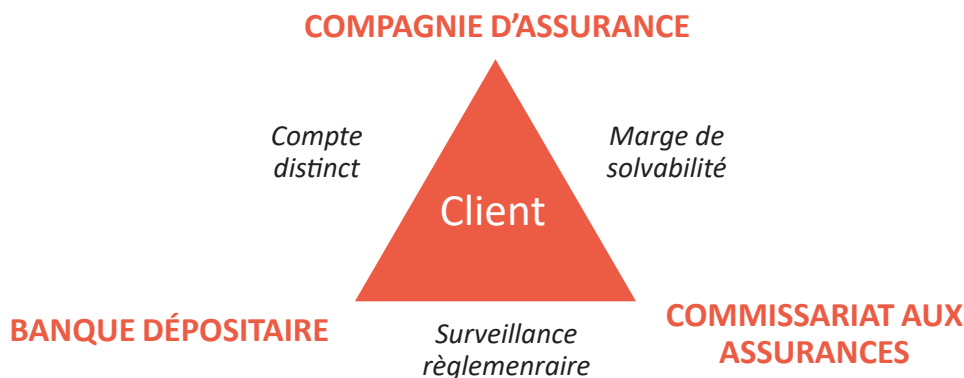 COMPAGNIE D'ASSURANCE
Compte
distinct
Marge de
solvabilité
Client
BANQUE DÉPOSITAIRE
Surveillance
règlemenraire
COMMISSARIAT AUX
ASSURANCES